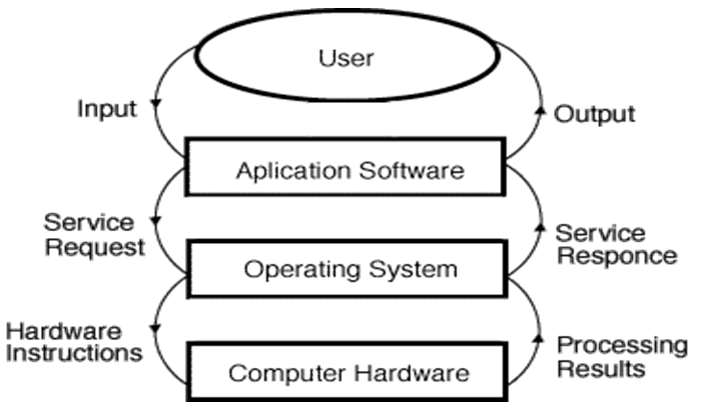 User
Input
Output
Aplication Software
Service
Request
Service
Responce
Operating System
Hardware
Instructions
Processing
Results
Computer Hardware